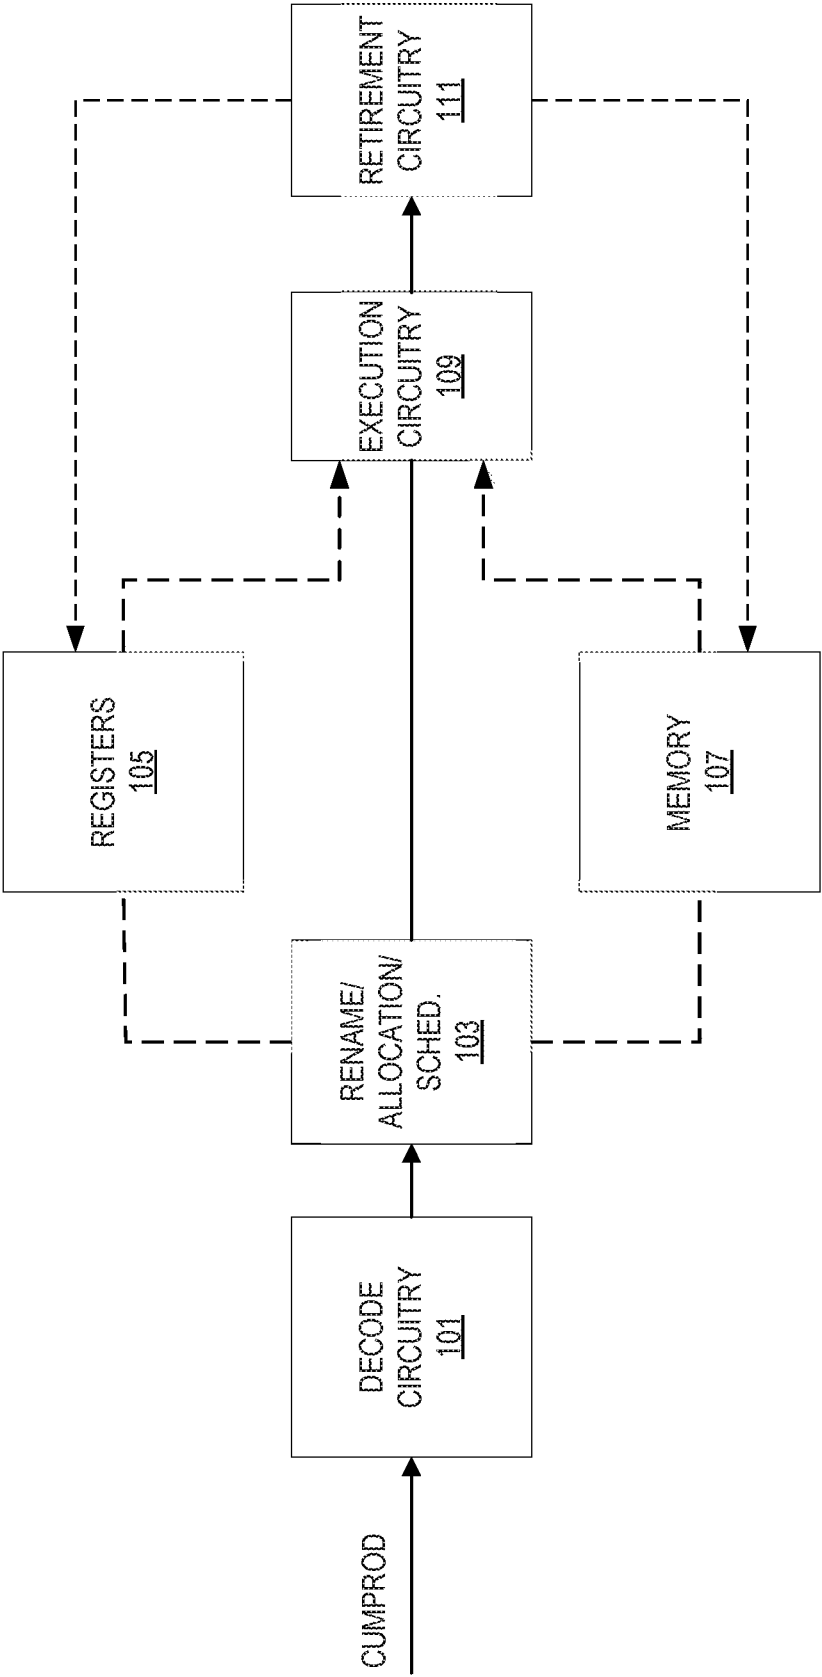 CUMPROD
DECODE
CIRCUITRY
101
RENAME/
ALLOCATION/
SCHED.
103
REGISTERS
105
MEMORY
107
EXECUTION
CIRCUITRY
109
RETIREMENT
CIRCUITRY
111